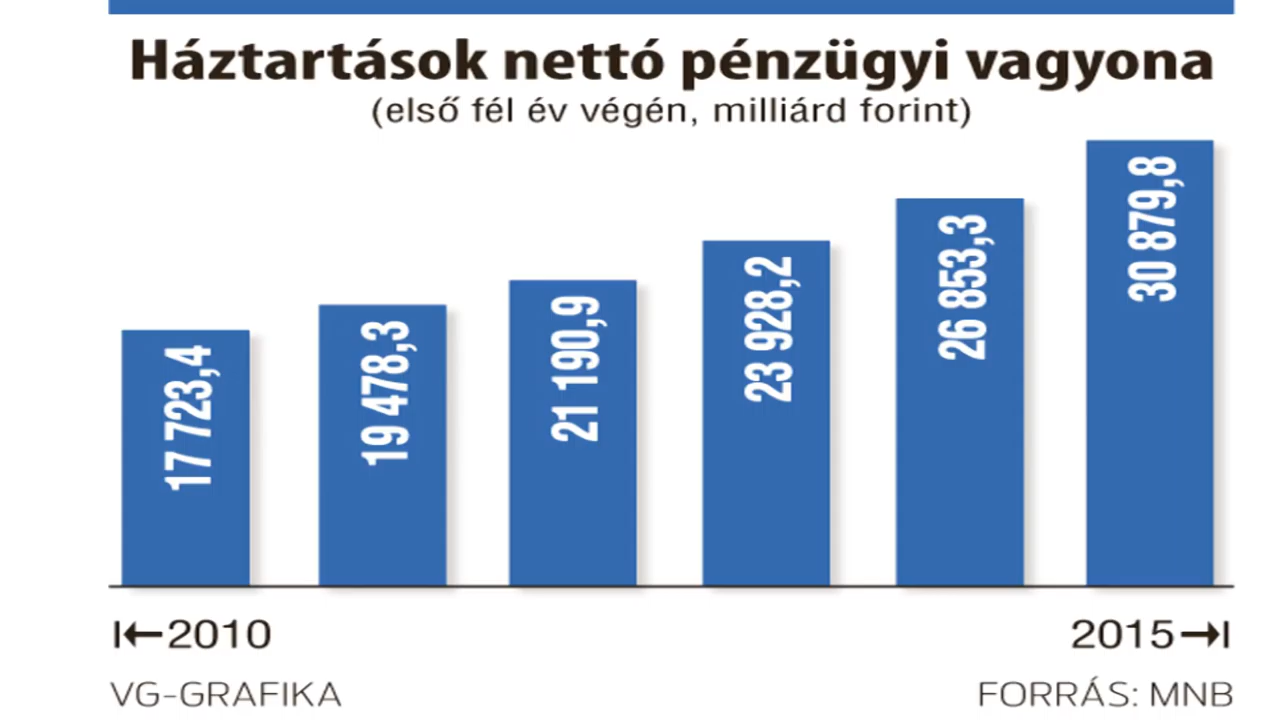 Háztartások nettó pénzügyi vagyona
(első fél év végén, milliárd forint)
17 723,4
19 478,3
21 190,9
23 928,2
26 853,3
30 879,8
2010
2015
VG-GRAFIKA
FORRÁS: MNB